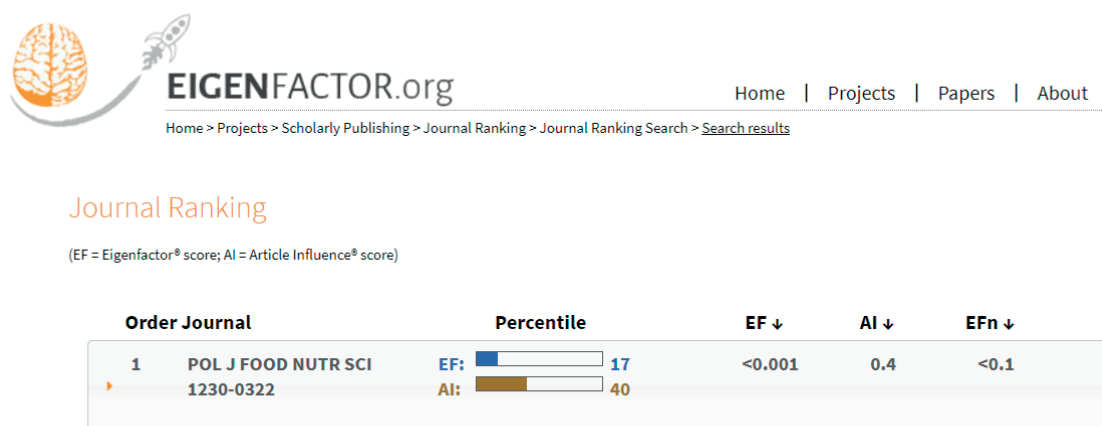 EIGENFACTOR.org
Home | Projects | Papers | About
Home > Projects > Scholarly Publishing > Journal Ranking > Journal Ranking Search > Search results
Journal Ranking
(EF = Eigenfactor® score; AI = Article Influence® score)
Order Journal Percentile EF ↓ AI ↓ EFn ↓
1 POL J FOOD NUTR SCI EF: 17 <0.001 0.4 <0.1
1230-0322 AI: 40